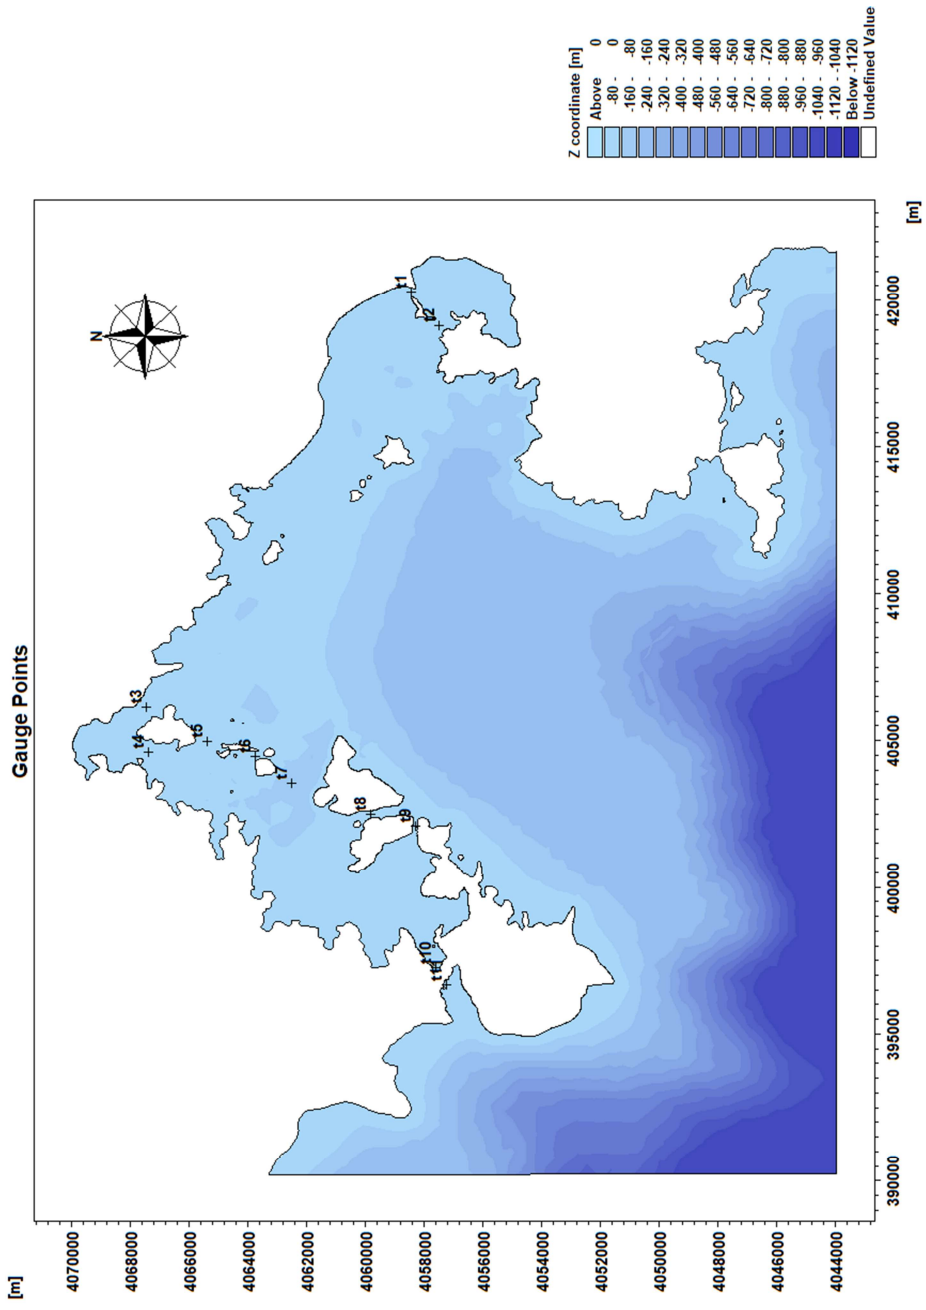 Gauge Points
[m]
4070000
4068000
4066000
4064000
4062000
4060000
4058000
4056000
4054000
4052000
4050000
4048000
4046000
4044000
N
t3
t4
t5
t6
t7
t8
t9
t10
t11
t1
t2
390000
395000
400000
405000
410000
415000
420000
[m]
Z coordinate [m]
Above 0
-80 - 0
-160 - -80
-240 - -160
-320 - -240
-400 - -320
-480 - -400
-560 - -480
-640 - -560
-720 - -640
-800 - -720
-880 - -800
-960 - -880
-1040 - -960
-1120 - -1040
Below -1120
Undefined Value